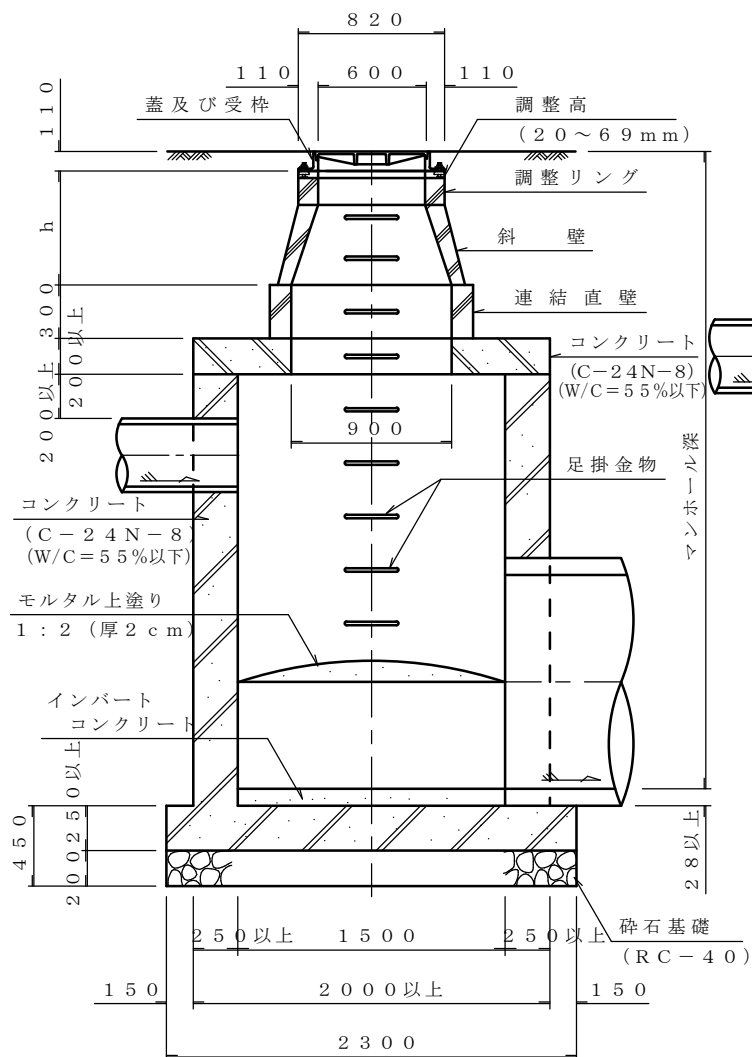 820
110
600
110
110
蓋及び受枠
調整高
(20～69mm)
調整リング
h
斜壁
300
連結直壁
200以上
コンクリート
(C-24N-8)
(W/C=55%以下)
200以上
900
マンホール深
足掛金物
コンクリート
(C-24N-8)
(W/C=55%以下)
モルタル上塗り
1:2(厚2cm)
インバート
コンクリート
250以上
450
200
28以上
砕石基礎
(RC-40)
250以上
1500
250以上
150
2000以上
150
2300